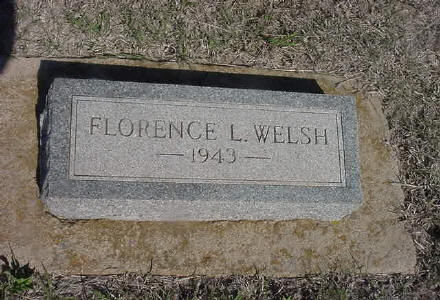 FLORENCE L. WELSH
— 1943 —